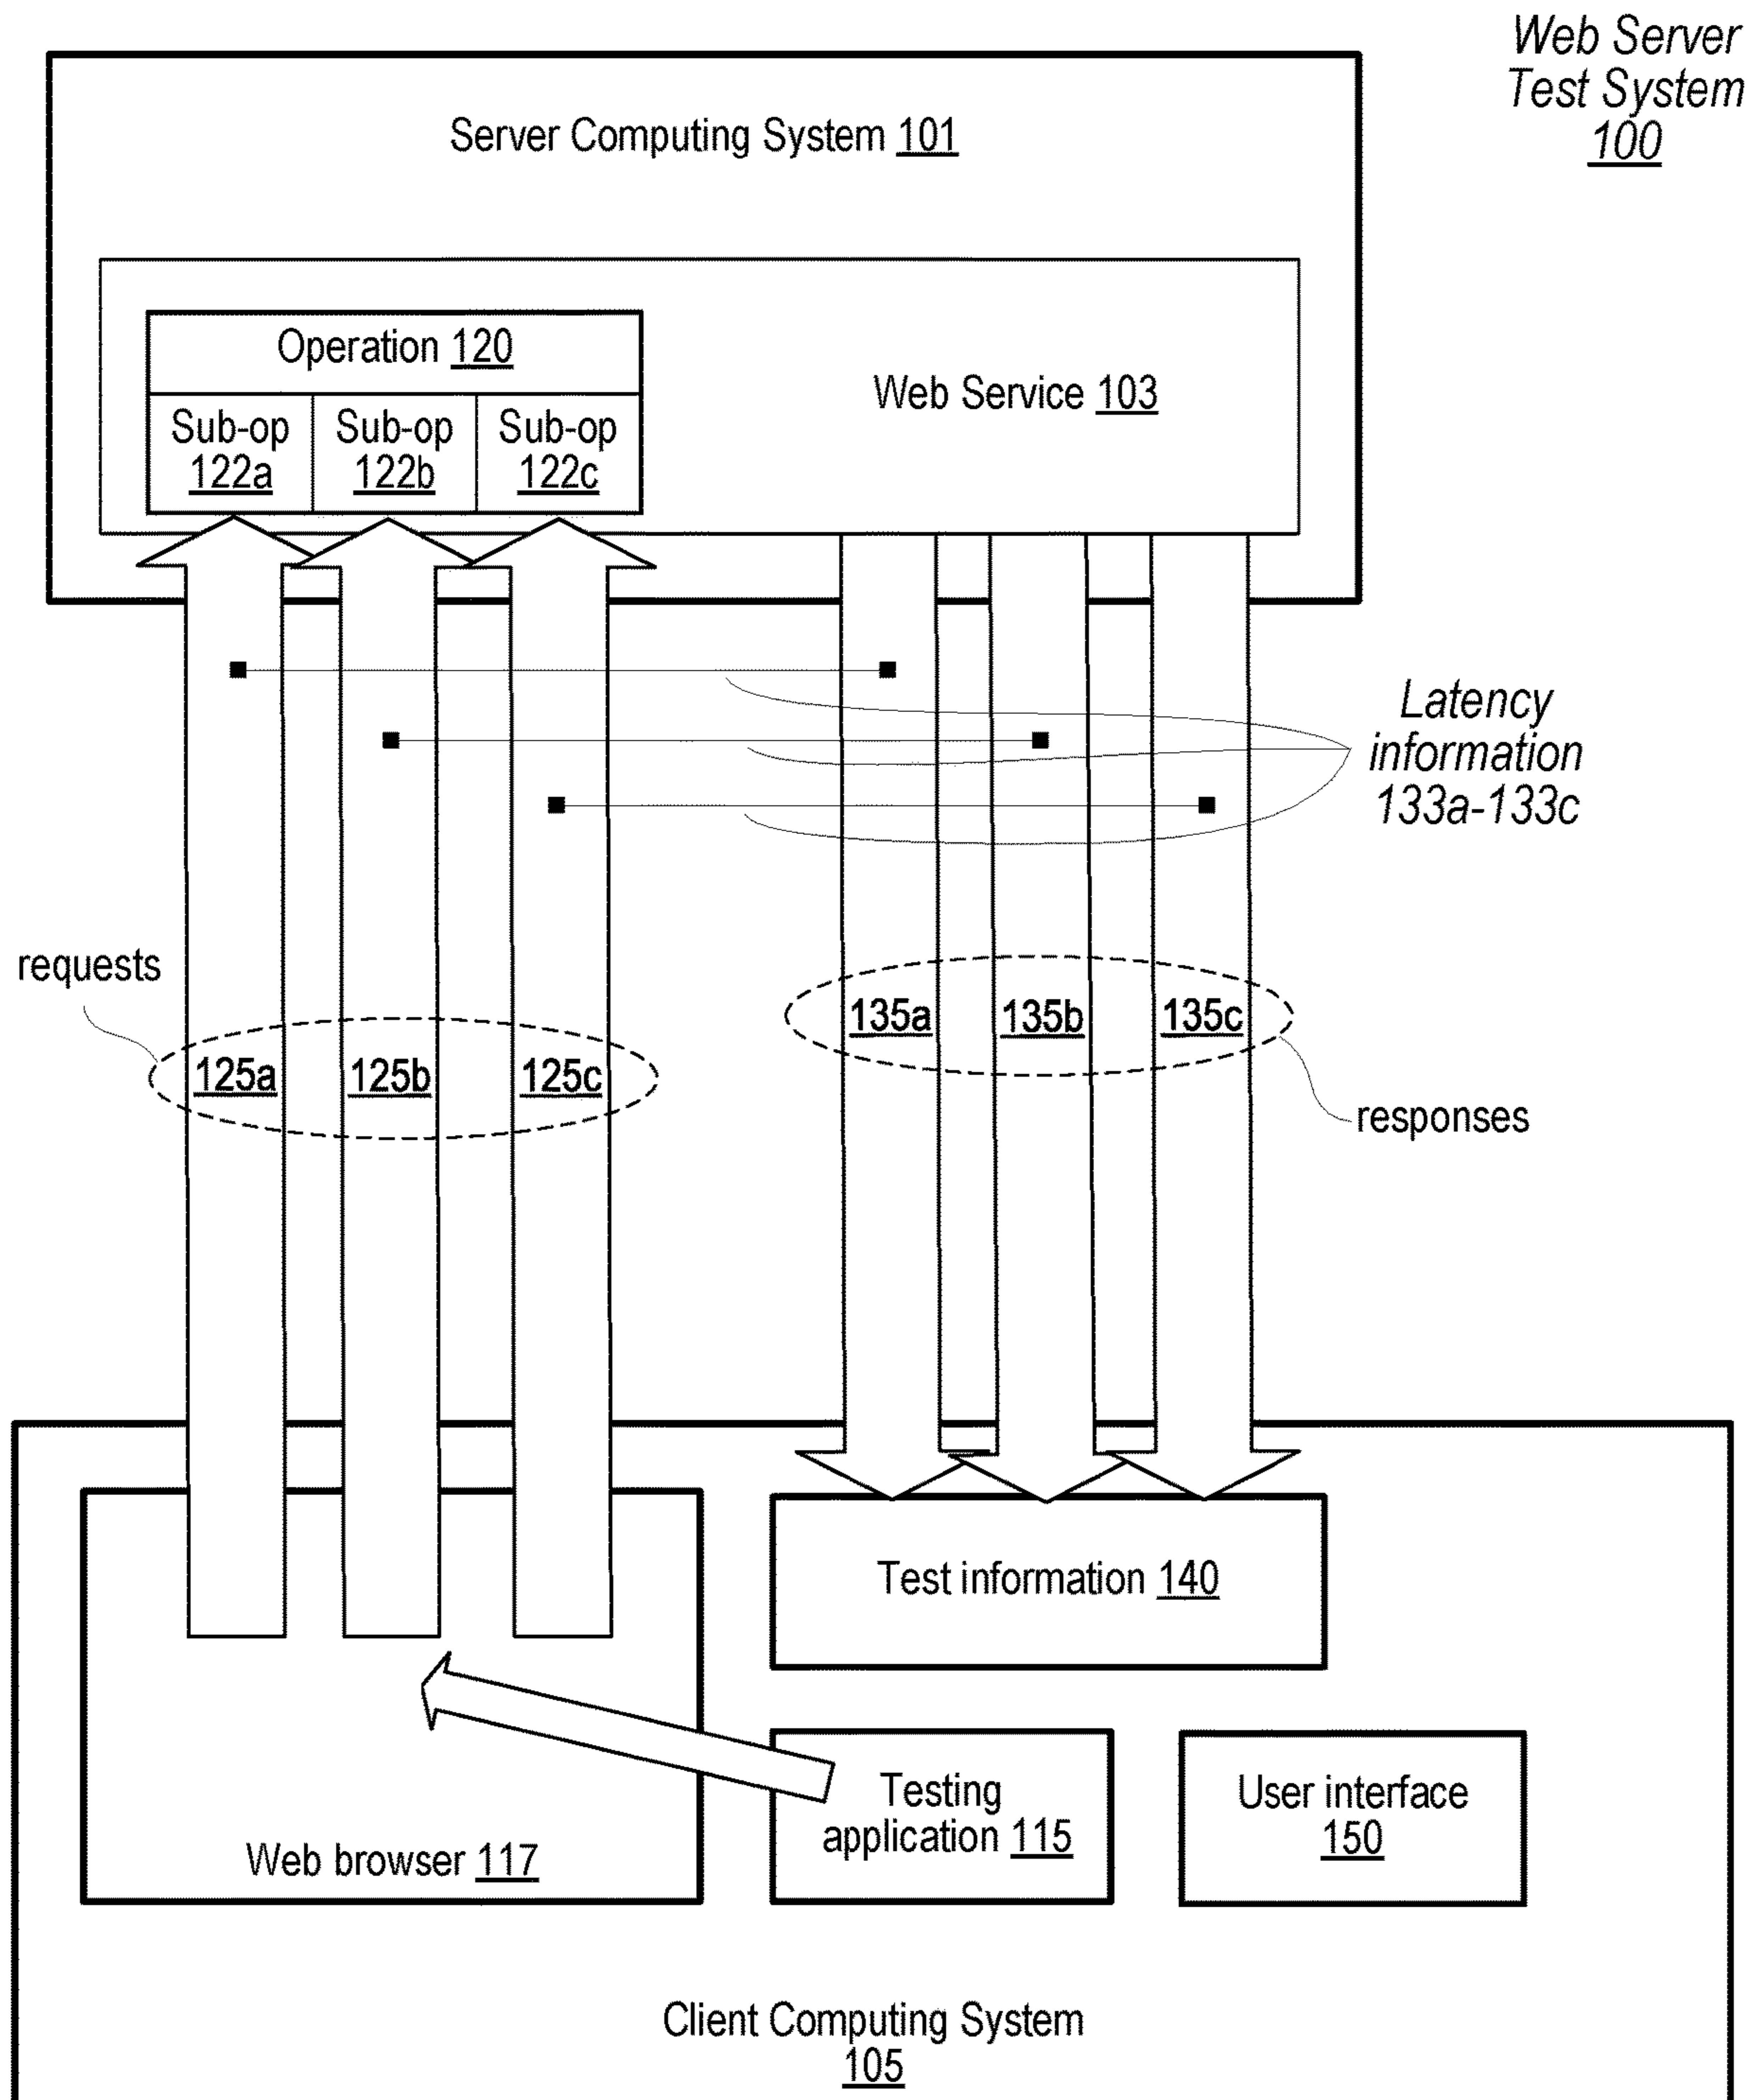 Web Server
Test System
100
Server Computing System 101
Operation 120
Web Service 103
Sub-op
122a
Sub-op
122b
Sub-op
122c
Latency
information
133a-133c
requests
135a
135b
135c
125a
125b
125c
responses
Test information 140
Testing
application 115
User interface
150
Web browser 117
Client Computing System
105